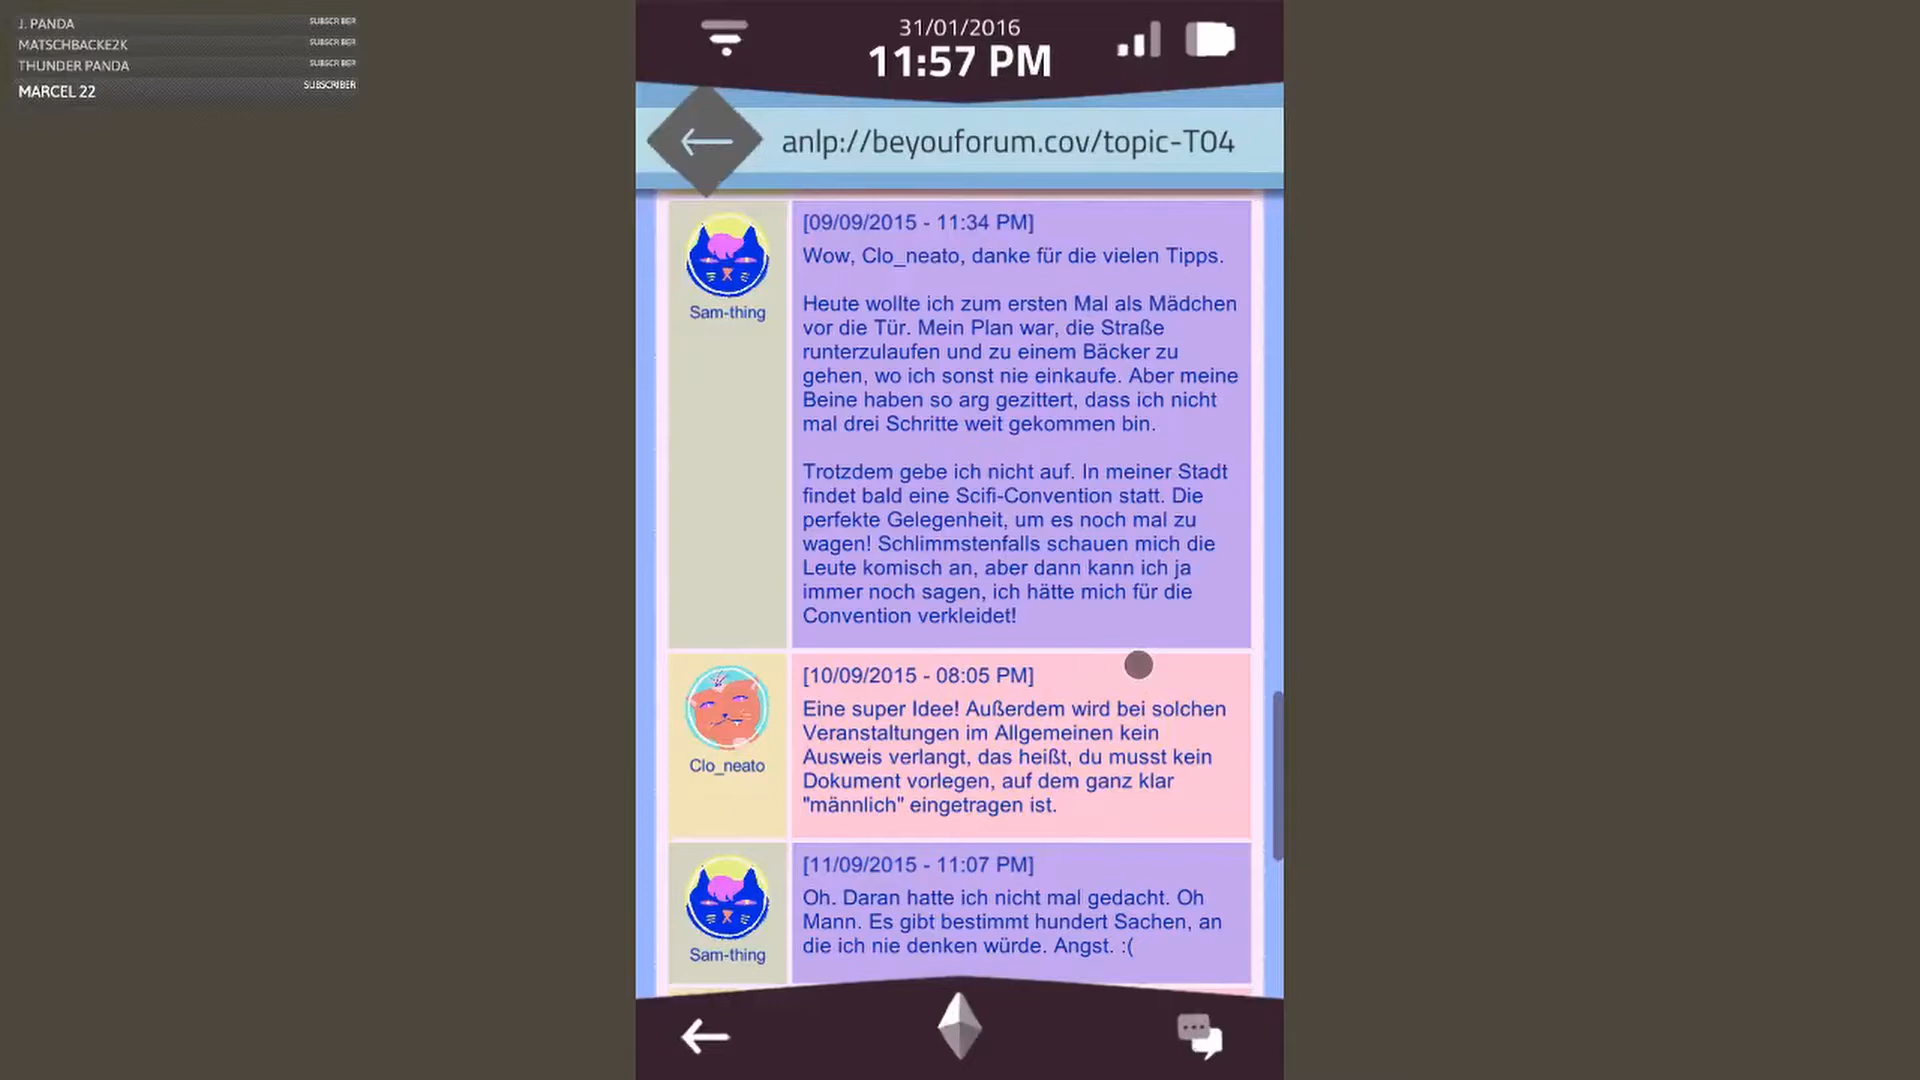 J. PANDA SUBSCRIBER
MATSCHBACKE2K SUBSCRIBER
THUNDER PANDA SUBSCRIBER
MARCEL 22 SUBSCRIBER
31/01/2016
11:57 PM
anlp://beyouforum.cov/topic-T04
Sam-thing
[09/09/2015 - 11:34 PM]
Wow, Clo_neato, danke für die vielen Tipps.
Heute wollte ich zum ersten Mal als Mädchen
vor die Tür. Mein Plan war, die Straße
runterzulaufen und zu einem Bäcker zu
gehen, wo ich sonst nie einkaufe. Aber meine
Beine haben so arg gezittert, dass ich nicht
mal drei Schritte weit gekommen bin.
Trotzdem gebe ich nicht auf. In meiner Stadt
findet bald eine Scifi-Convention statt. Die
perfekte Gelegenheit, um es noch mal zu
wagen! Schlimmstenfalls schauen mich die
Leute komisch an, aber dann kann ich ja
immer noch sagen, ich hätte mich für die
Convention verkleidet!
Clo_neato
[10/09/2015 - 08:05 PM]
Eine super Idee! Außerdem wird bei solchen
Veranstaltungen im Allgemeinen kein
Ausweis verlangt, das heißt, du musst kein
Dokument vorlegen, auf dem ganz klar
"männlich" eingetragen ist.
Sam-thing
[11/09/2015 - 11:07 PM]
Oh. Daran hatte ich nicht mal gedacht. Oh
Mann. Es gibt bestimmt hundert Sachen, an
die ich nie denken würde. Angst. :(